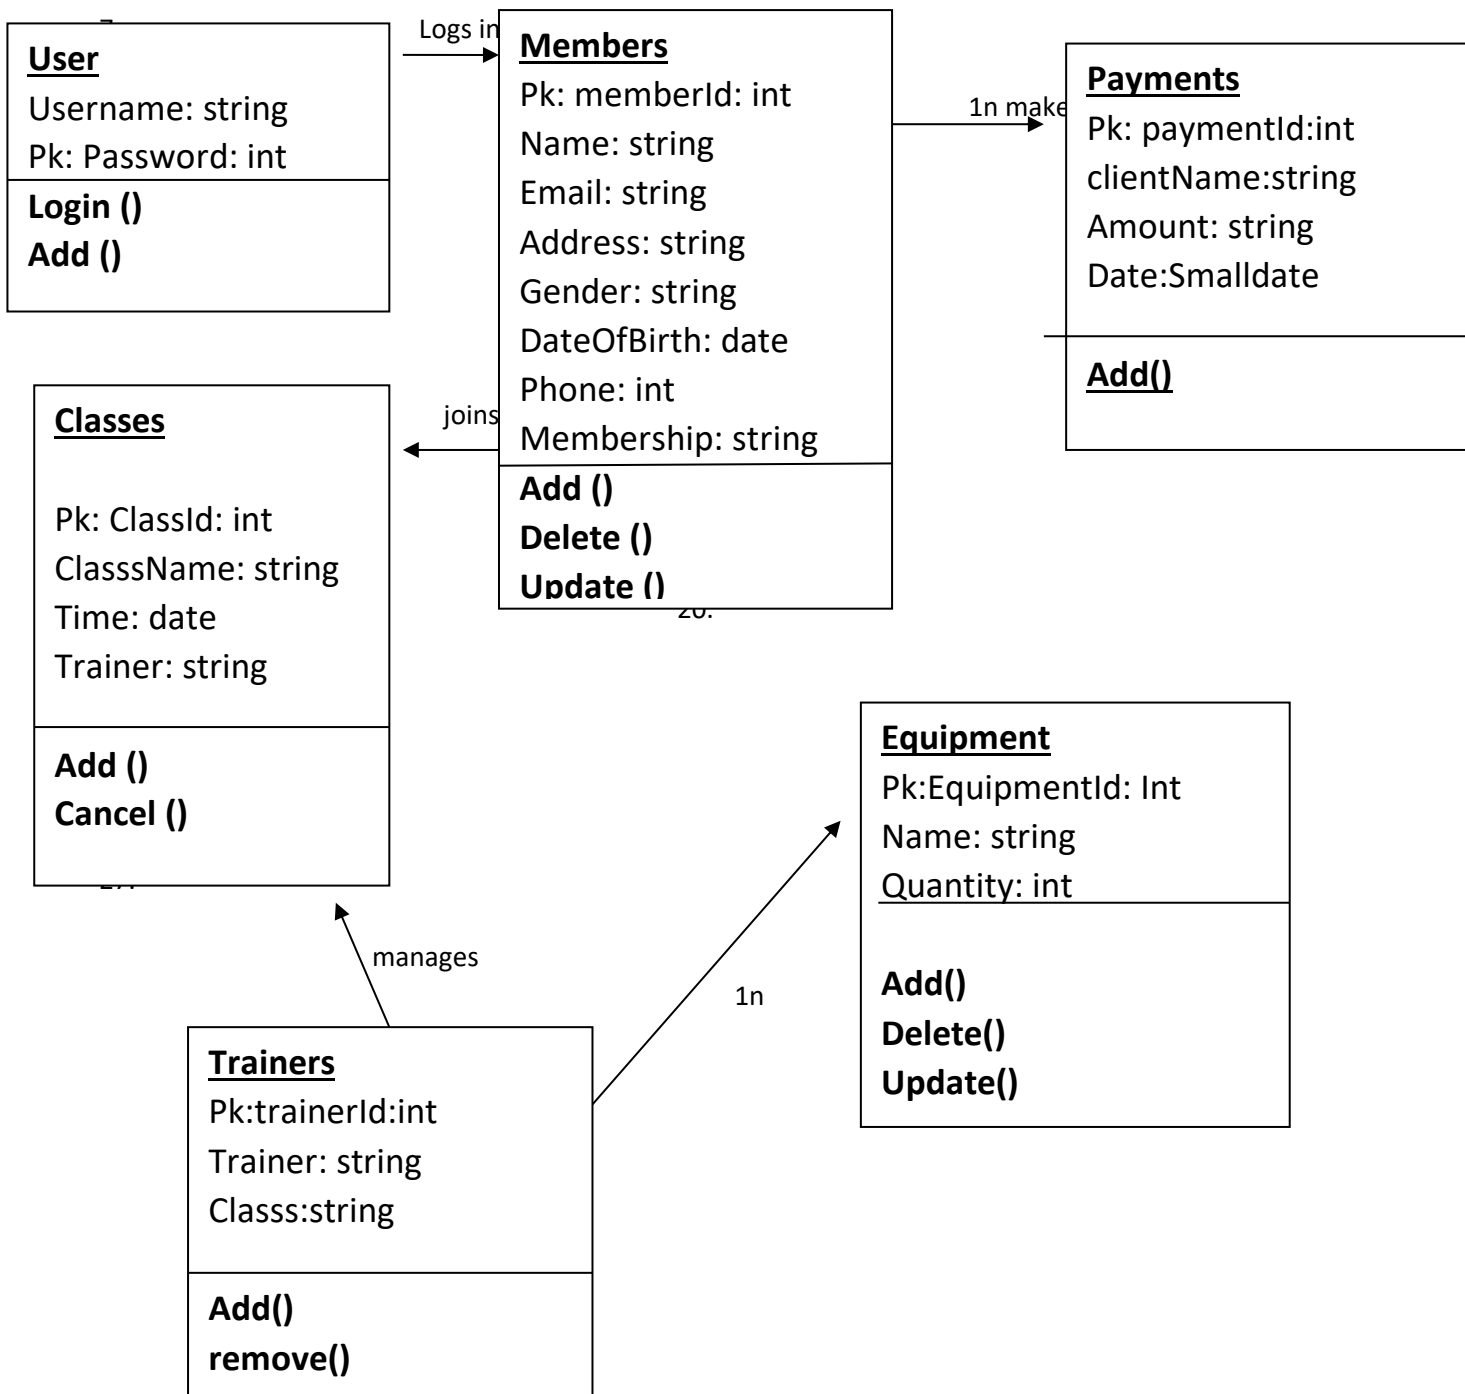 User
Username: string
Pk: Password: int
Login ()
Add ()
Logs in
Members
Pk: memberId: int
Name: string
Email: string
Address: string
Gender: string
DateOfBirth: date
Phone: int
Membership: string
Add ()
Delete ()
Update ()
1n make
Payments
Pk: paymentId:int
clientName:string
Amount: string
Date:Smalldate
Add()
joins
Classes
Pk: ClassId: int
ClasssName: string
Time: date
Trainer: string
Add ()
Cancel ()
Equipment
Pk:EquipmentId: Int
Name: string
Quantity: int
Add()
Delete()
Update()
manages
1n
Trainers
Pk:trainerId:int
Trainer: string
Classs:string
Add()
remove()